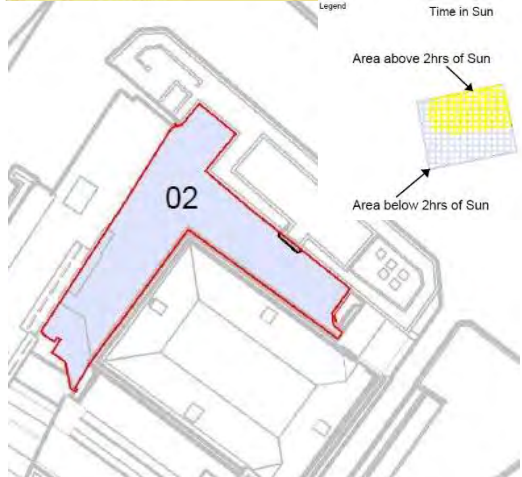 Legend
Time in Sun
Area above 2hrs of Sun
Area below 2hrs of Sun
02